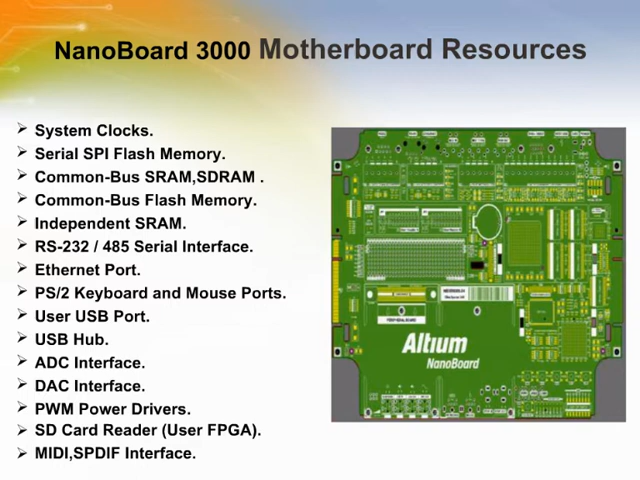 NanoBoard 3000 Motherboard Resources
System Clocks.
Serial SPI Flash Memory.
Common-Bus SRAM,SDRAM .
Common-Bus Flash Memory.
Independent SRAM.
RS-232 / 485 Serial Interface.
Ethernet Port.
PS/2 Keyboard and Mouse Ports.
User USB Port.
USB Hub.
ADC Interface.
DAC Interface.
PWM Power Drivers.
SD Card Reader (User FPGA).
MIDI,SPDIF Interface.
Altıum
NanoBoard